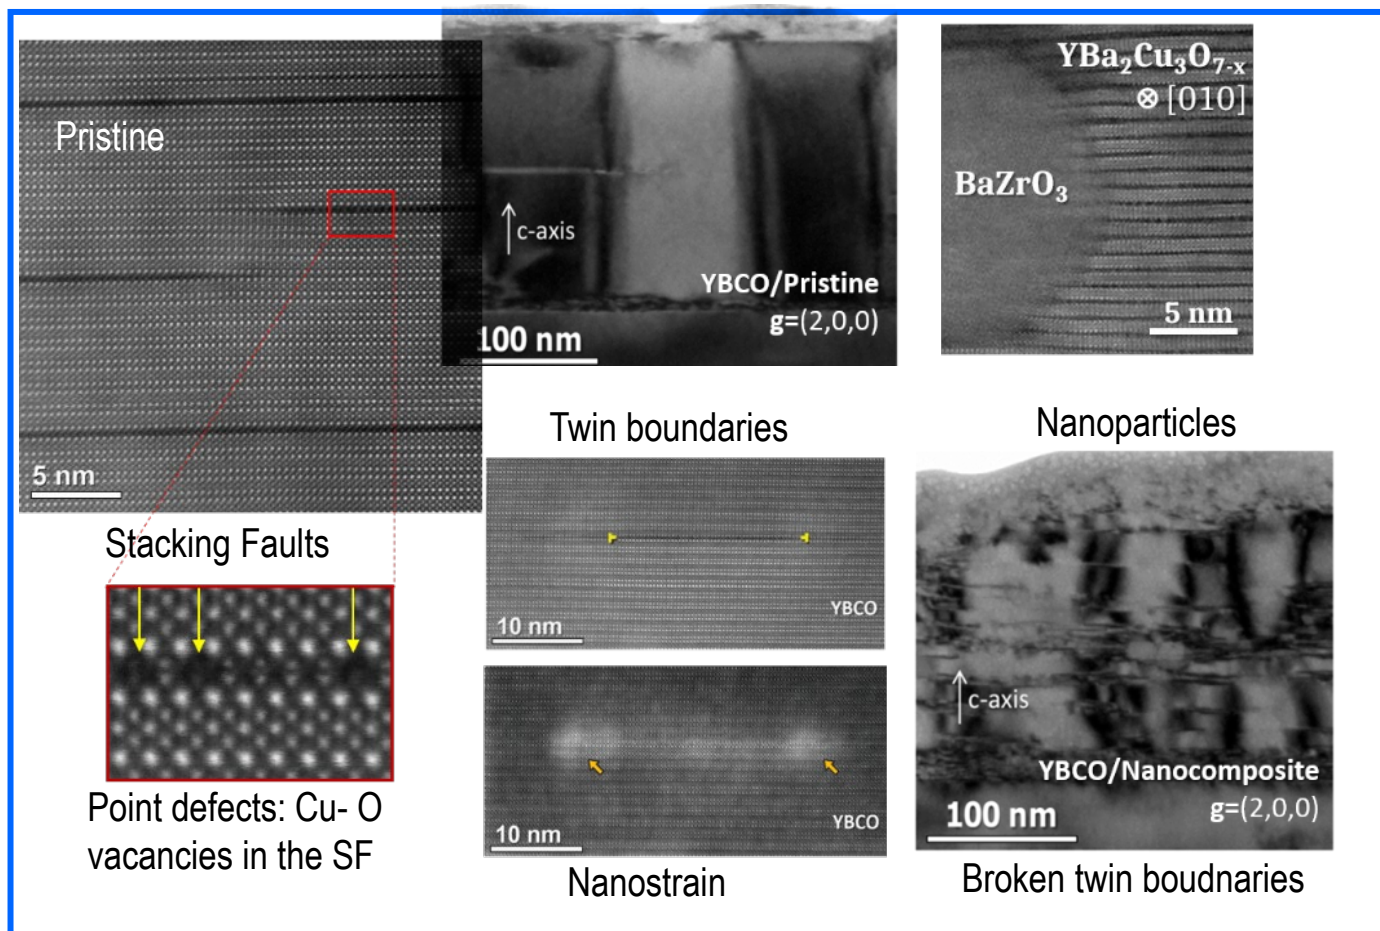 Pristine
5 nm
Stacking Faults
Point defects: Cu- O
vacancies in the SF
c-axis
YBCO/Pristine
g=(2,0,0)
100 nm
Twin boundaries
YBCO
10 nm
YBCO
10 nm
Nanostrain
YBa₂Cu₃O₇₋ₓ
⊗ [010]
BaZrO₃
5 nm
Nanoparticles
c-axis
YBCO/Nanocomposite
g=(2,0,0)
100 nm
Broken twin boudnaries